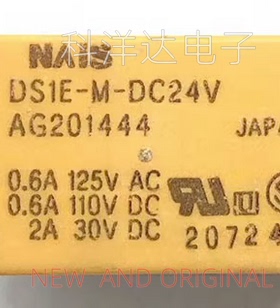 科洋达电子
NAIS
DS1E-M-DC24V
AG201444 JAPA
0.6A 125V AC
0.6A 110V DC
2A 30V DC
2072
NEW AND ORIGINAL